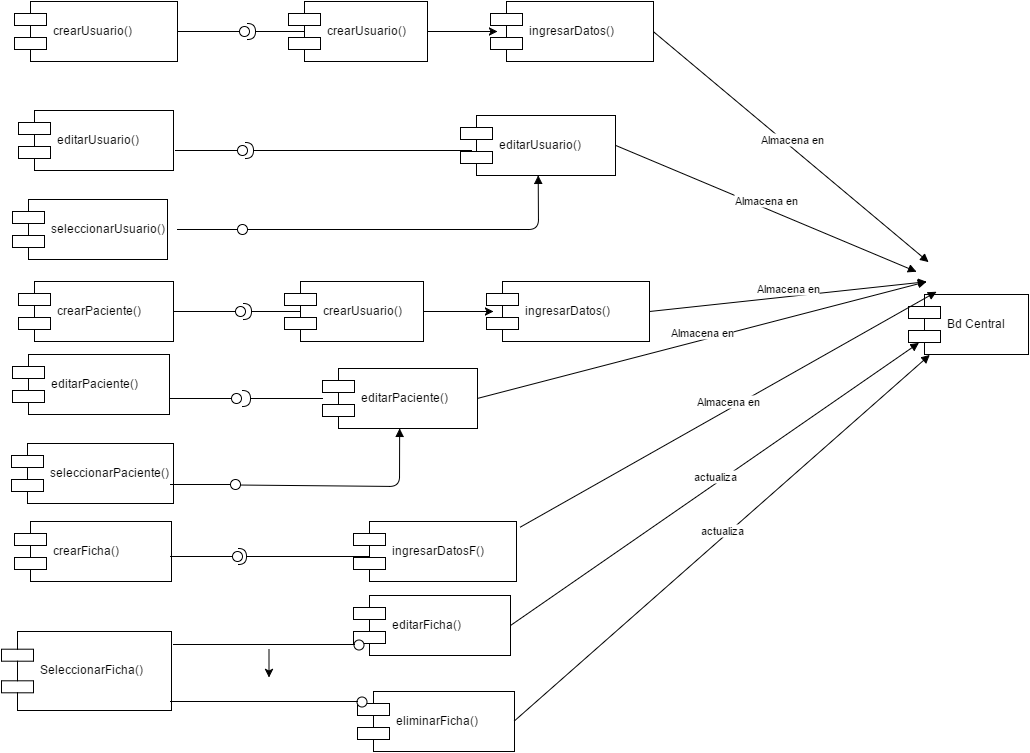 crearUsuario()
crearUsuario()
ingresarDatos()
Almacena en
editarUsuario()
editarUsuario()
Almacena en
seleccionarUsuario()
crearPaciente()
crearUsuario()
ingresarDatos()
Almacena en
Bd Central
Almacena en
editarPaciente()
editarPaciente()
Almacena en
seleccionarPaciente()
actualiza
crearFicha()
ingresarDatosF()
actualiza
editarFicha()
SeleccionarFicha()
eliminarFicha()